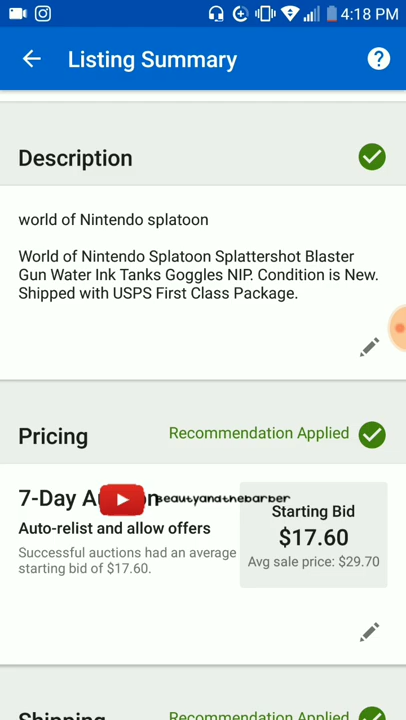 4:18 PM
Listing Summary
?
Description
world of Nintendo splatoon
World of Nintendo Splatoon Splattershot Blaster
Gun Water Ink Tanks Goggles NIP. Condition is New.
Shipped with USPS First Class Package.
Pricing
Recommendation Applied
7-Day A n
beautyandthebarber
Auto-relist and allow offers
Successful auctions had an average
starting bid of $17.60.
Starting Bid
$17.60
Avg sale price: $29.70
Shipping
Recommendation Applied